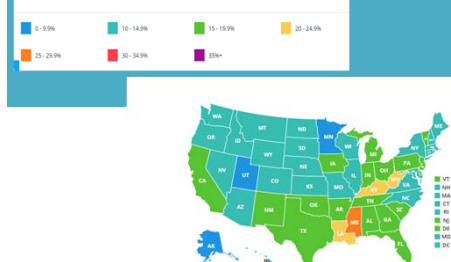 0 - 9.9%
10 - 14.9%
15 - 19.9%
20 - 24.9%
25 - 29.9%
30 - 34.9%
35%+
WA
MT
ND
MN
ME
OR
ID
SD
WI
MI
NY
WY
IA
PA
NV
UT
NE
IL
IN
OH
WV
CA
CO
KS
MO
KY
VA
VT
NH
AZ
NM
OK
AR
TN
NC
MA
CT
SC
RI
TX
LA
MS
AL
GA
NJ
DE
FL
MD
AK
DC